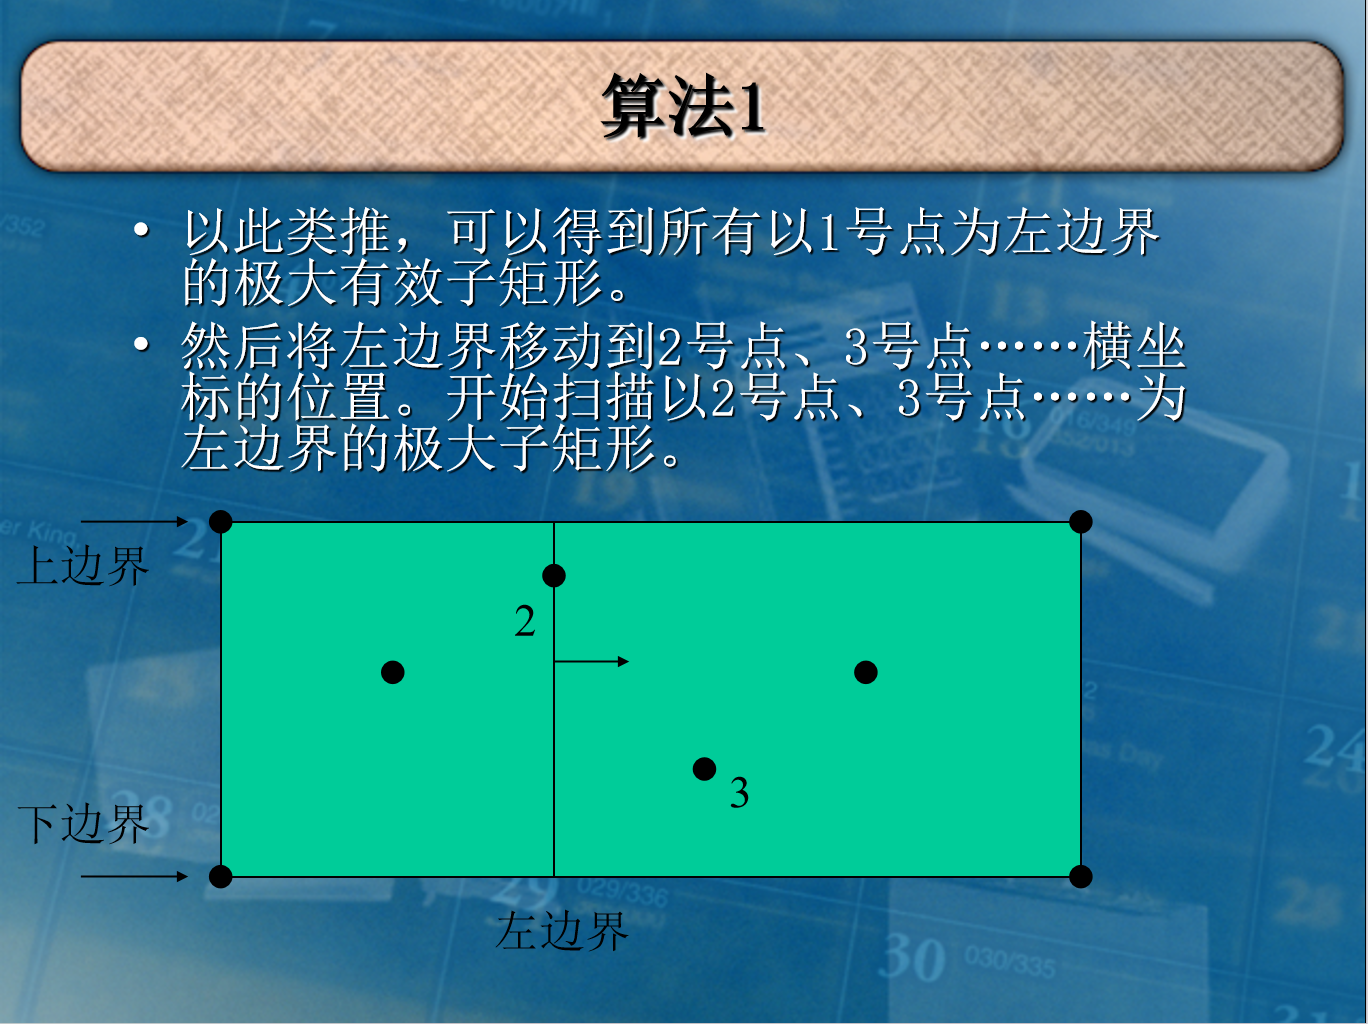 算法1
• 以此类推，可以得到所有以1号点为左边界
的极大有效子矩形。
• 然后将左边界移动到2号点、3号点……横坐
标的位置。开始扫描以2号点、3号点……为
左边界的极大子矩形。
上边界
2
3
下边界
左边界